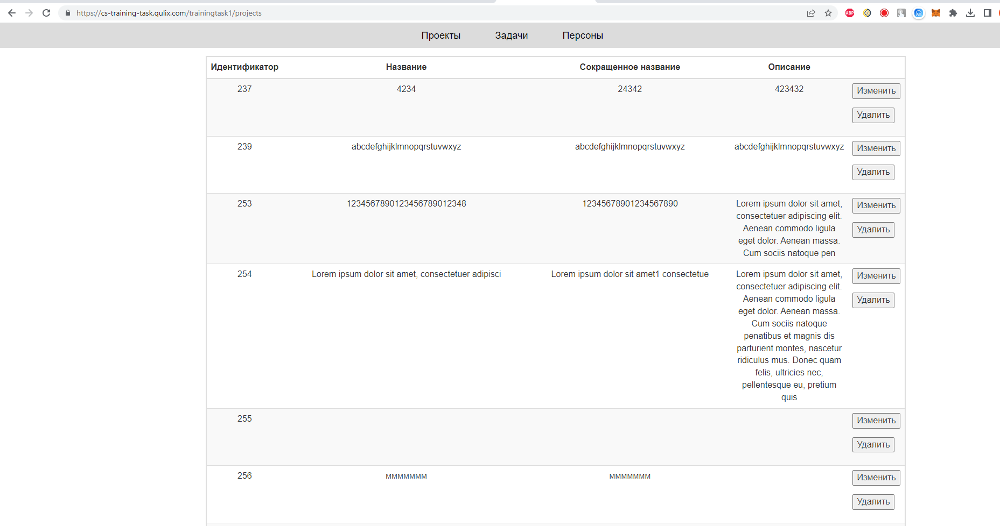 https://cs-training-task.qulix.com/trainingtask1/projects
ABP
Проекты Задачи Персоны
Идентификатор Название Сокращенное название Описание
237 4234 24342 423432 Изменить
Удалить
239 abcdefghijklmnopqrstuvwxyz abcdefghijklmnopqrstuvwxyz abcdefghijklmnopqrstuvwxyz Изменить
Удалить
253 1234567890123456789012348 12345678901234567890 Lorem ipsum dolor sit amet, Изменить
consectetuer adipiscing elit.
Aenean commodo ligula Удалить
eget dolor. Aenean massa.
Cum sociis natoque pen
254 Lorem ipsum dolor sit amet, consectetuer adipisci Lorem ipsum dolor sit amet1 consectetue Lorem ipsum dolor sit amet, Изменить
consectetuer adipiscing elit.
Aenean commodo ligula Удалить
eget dolor. Aenean massa.
Cum sociis natoque
penatibus et magnis dis
parturient montes, nascetur
ridiculus mus. Donec quam
felis, ultricies nec,
pellentesque eu, pretium
quis
255 Изменить
Удалить
256 ммммммм ммммммм Изменить
Удалить